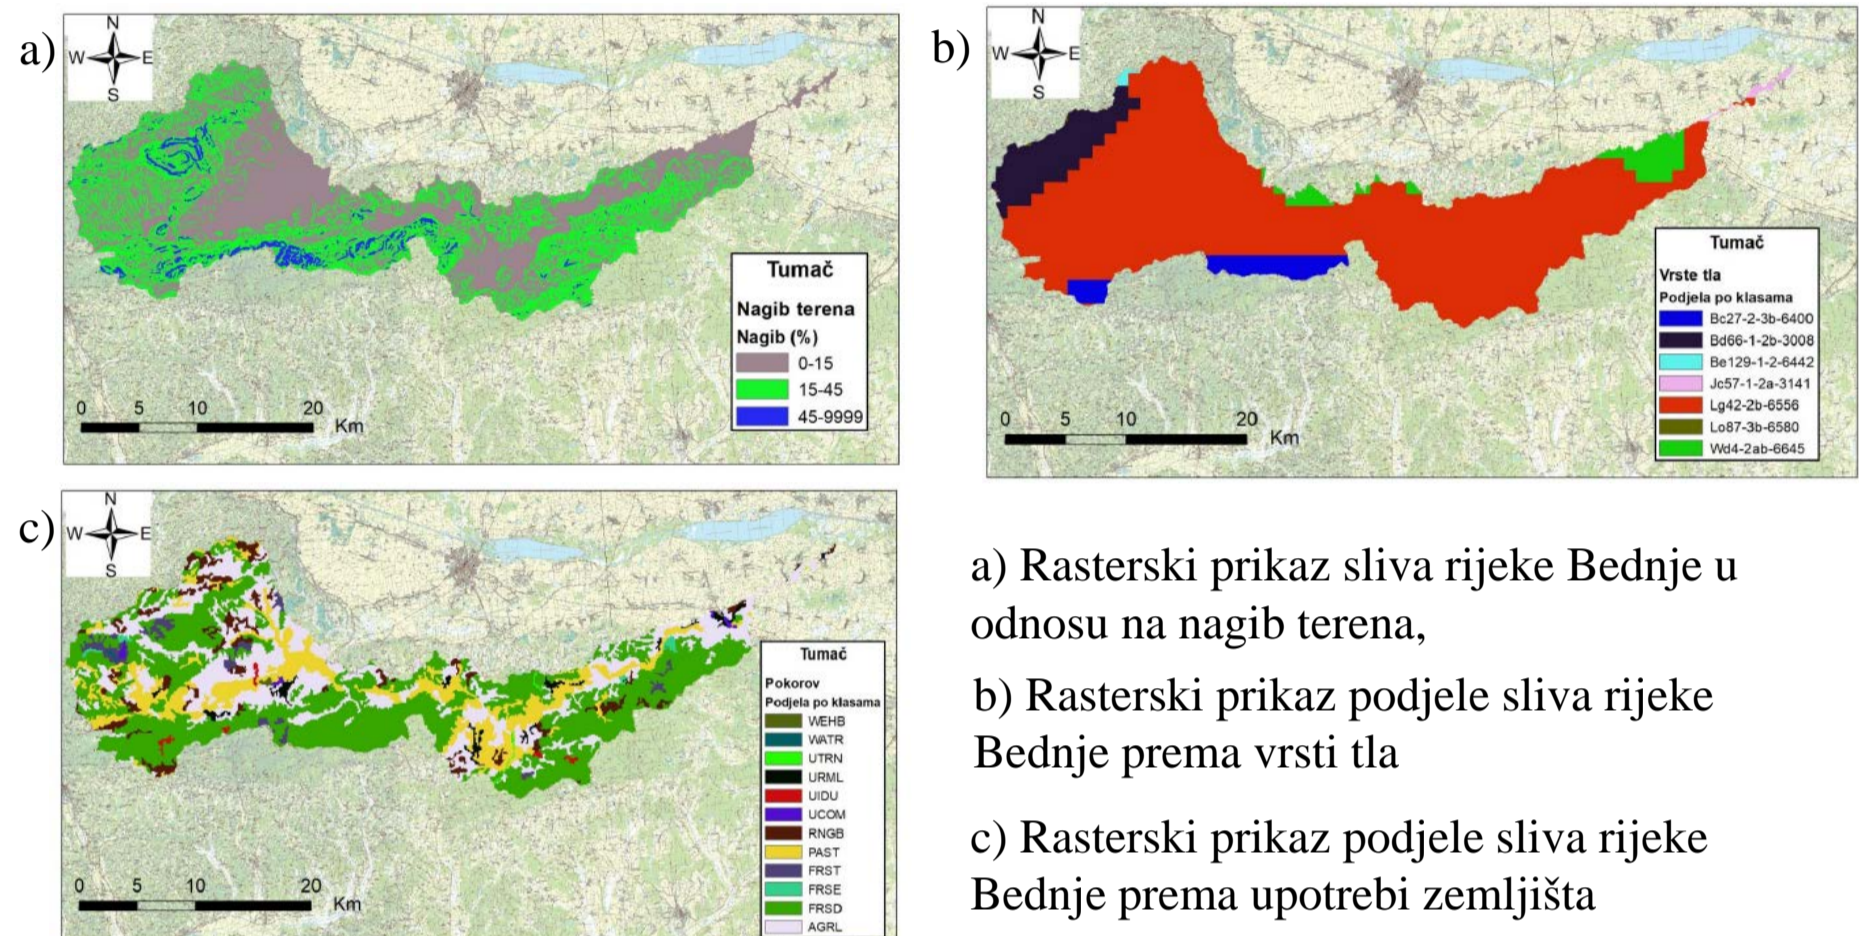 a)
N
W E
S
Tumač
Nagib terena
Nagib (%)
0-15
15-45
45-9999
0 5 10 20
Km
b)
N
W E
S
Tumač
Vrste tla
Podjela po klasama
Bc27-2-3b-6400
Bd66-1-2b-3008
Be129-1-2-6442
Jc57-1-2a-3141
Lg42-2b-6556
Lo87-3b-6580
Wd4-2ab-6645
0 5 10 20
Km
c)
N
W E
S
Tumač
Pokorov
Podjela po klasama
WEHB
WATR
UTRN
URML
UIDU
UCOM
RNGB
PAST
FRST
FRSE
FRSD
AGRL
0 5 10 20
Km
a) Rasterski prikaz sliva rijeke Bednje u
odnosu na nagib terena,
b) Rasterski prikaz podjele sliva rijeke
Bednje prema vrsti tla
c) Rasterski prikaz podjele sliva rijeke
Bednje prema upotrebi zemljišta